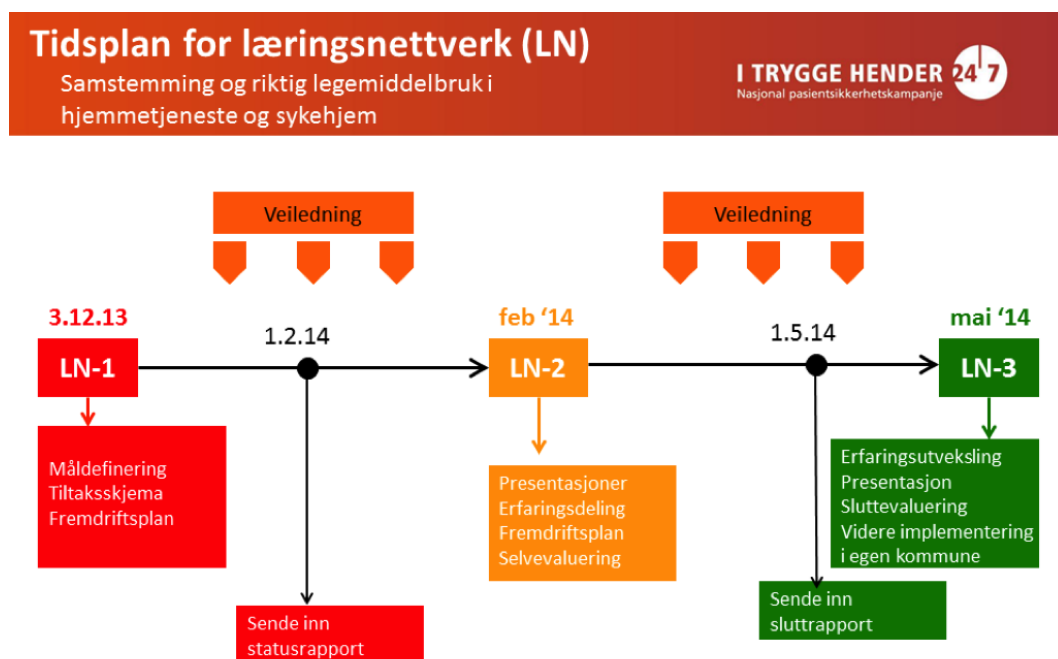 Tidsplan for læringsnettverk (LN)
Samstemming og riktig legemiddelbruk i
hjemmetjeneste og sykehjem
I TRYGGE HENDER 24 7
Nasjonal pasientsikkerhetskampanje
Veiledning
Veiledning
3.12.13
1.2.14
feb ‘14
1.5.14
mai ‘14
LN-1
LN-2
LN-3
Måldefinering
Tiltaksskjema
Fremdriftsplan
Presentasjoner
Erfaringsdeling
Fremdriftsplan
Selvevaluering
Erfaringsutveksling
Presentasjon
Sluttevaluering
Videre implementering
i egen kommune
Sende inn
statusrapport
Sende inn
sluttrapport